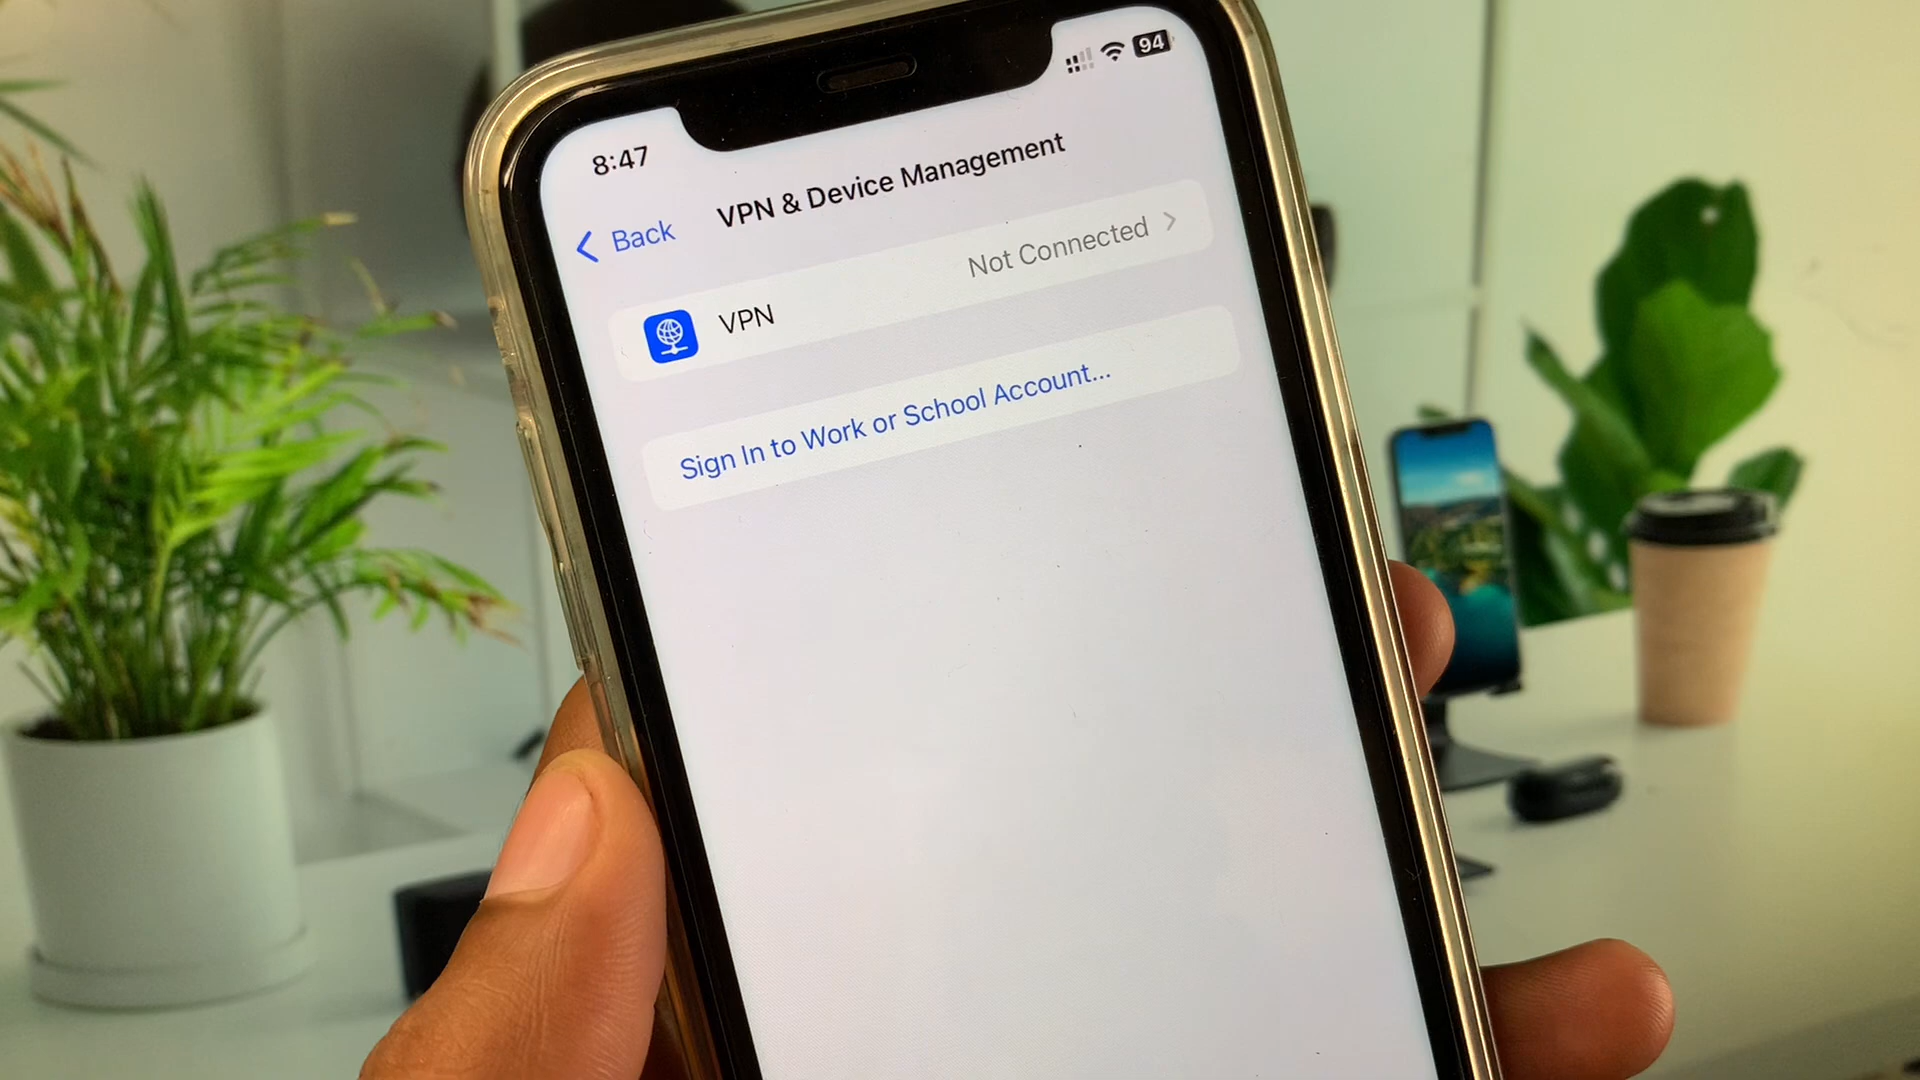 8:47
94
Back
VPN & Device Management
VPN
Not Connected
Sign In to Work or School Account...